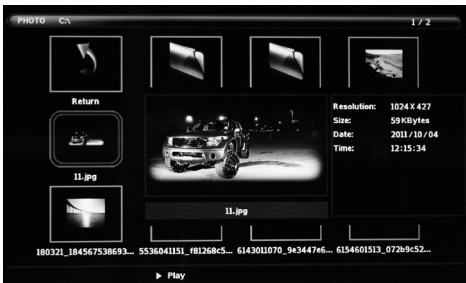 PHOTO C:\ 1 / 2
Return
Resolution: 1024 X 427
Size: 59 KBytes
Date: 2011 / 10 / 04
Time: 12:15:34
11.jpg
11.jpg
180321_184567538693... 5536041151_f81268c5... 6143011070_9e3447e6... 6154601513_072b9c52...
Play